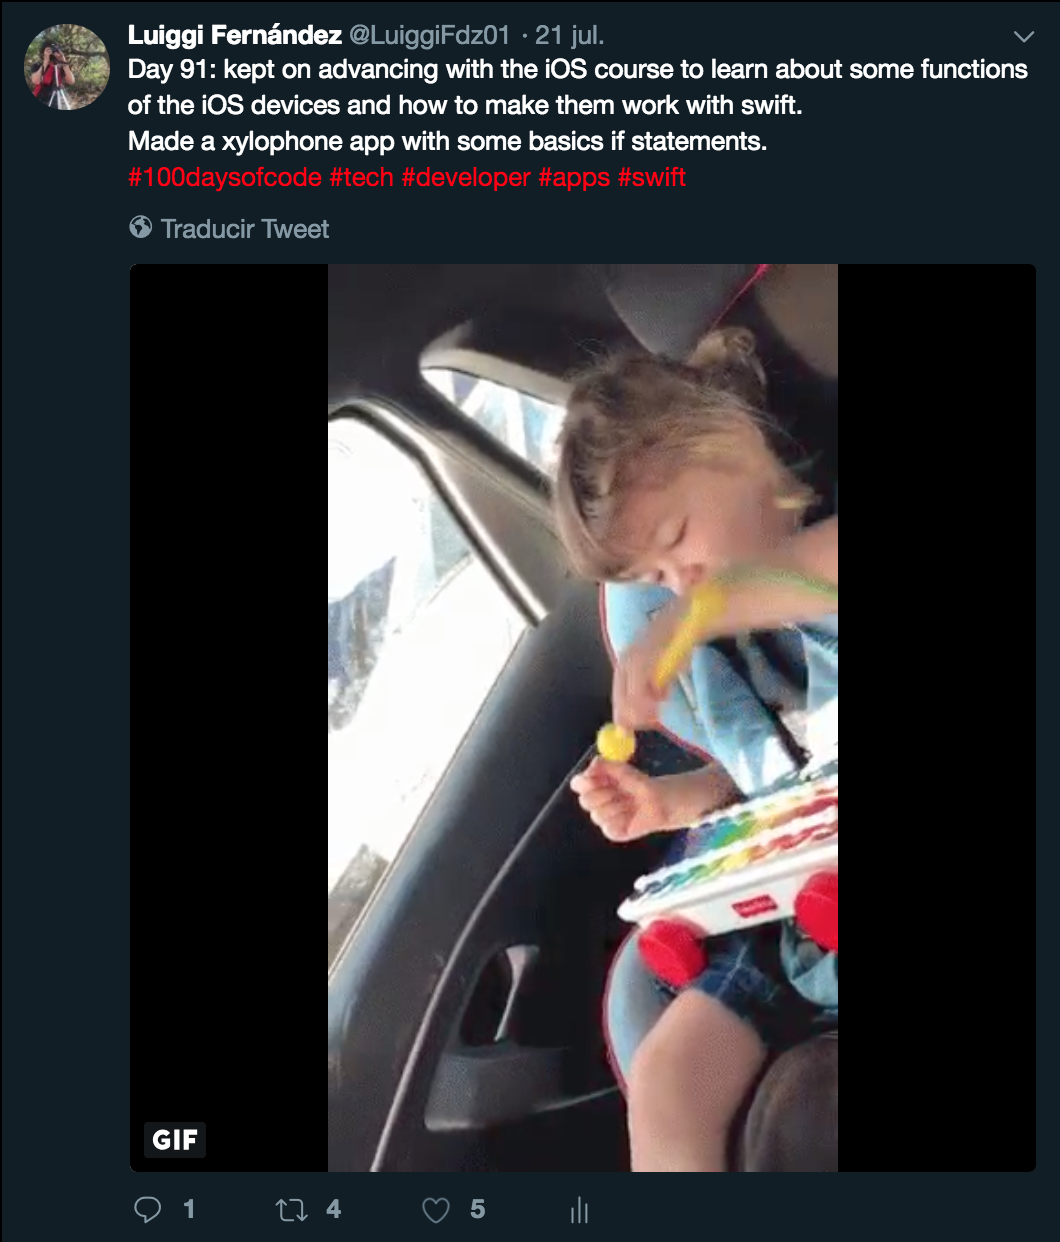 Luiggi Fernández @LuiggiFdz01 · 21 jul.
Day 91: kept on advancing with the iOS course to learn about some functions
of the iOS devices and how to make them work with swift.
Made a xylophone app with some basics if statements.
#100daysofcode #tech #developer #apps #swift
Traducir Tweet
GIF
1 4 5